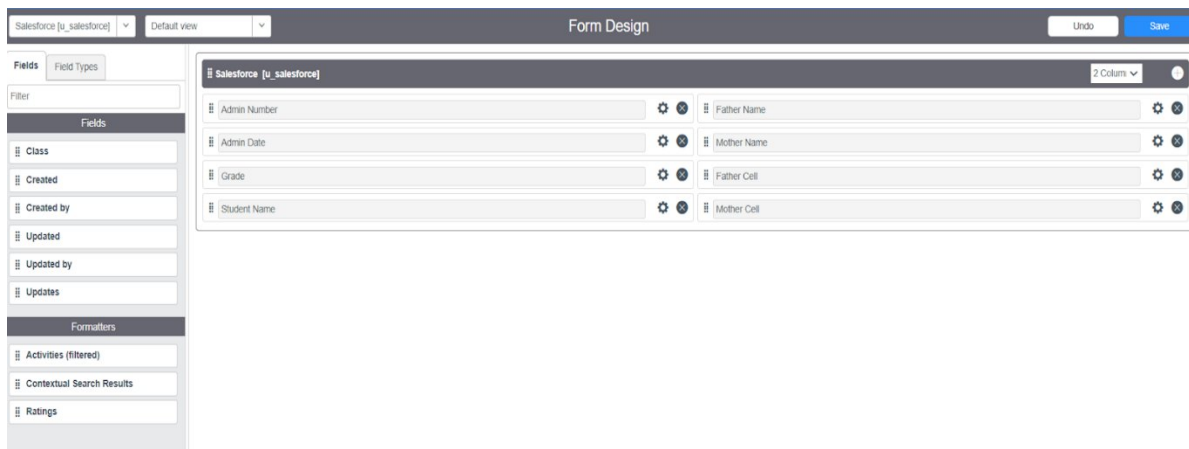 Salesforce [u_salesforce]
Default view
Form Design
Undo
Save
Fields
Field Types
Filter
Fields
Class
Created
Created by
Updated
Updated by
Updates
Formatters
Activities (filtered)
Contextual Search Results
Ratings
Salesforce [u_salesforce]
2 Colum
Admin Number
Father Name
Admin Date
Mother Name
Grade
Father Cell
Student Name
Mother Cell